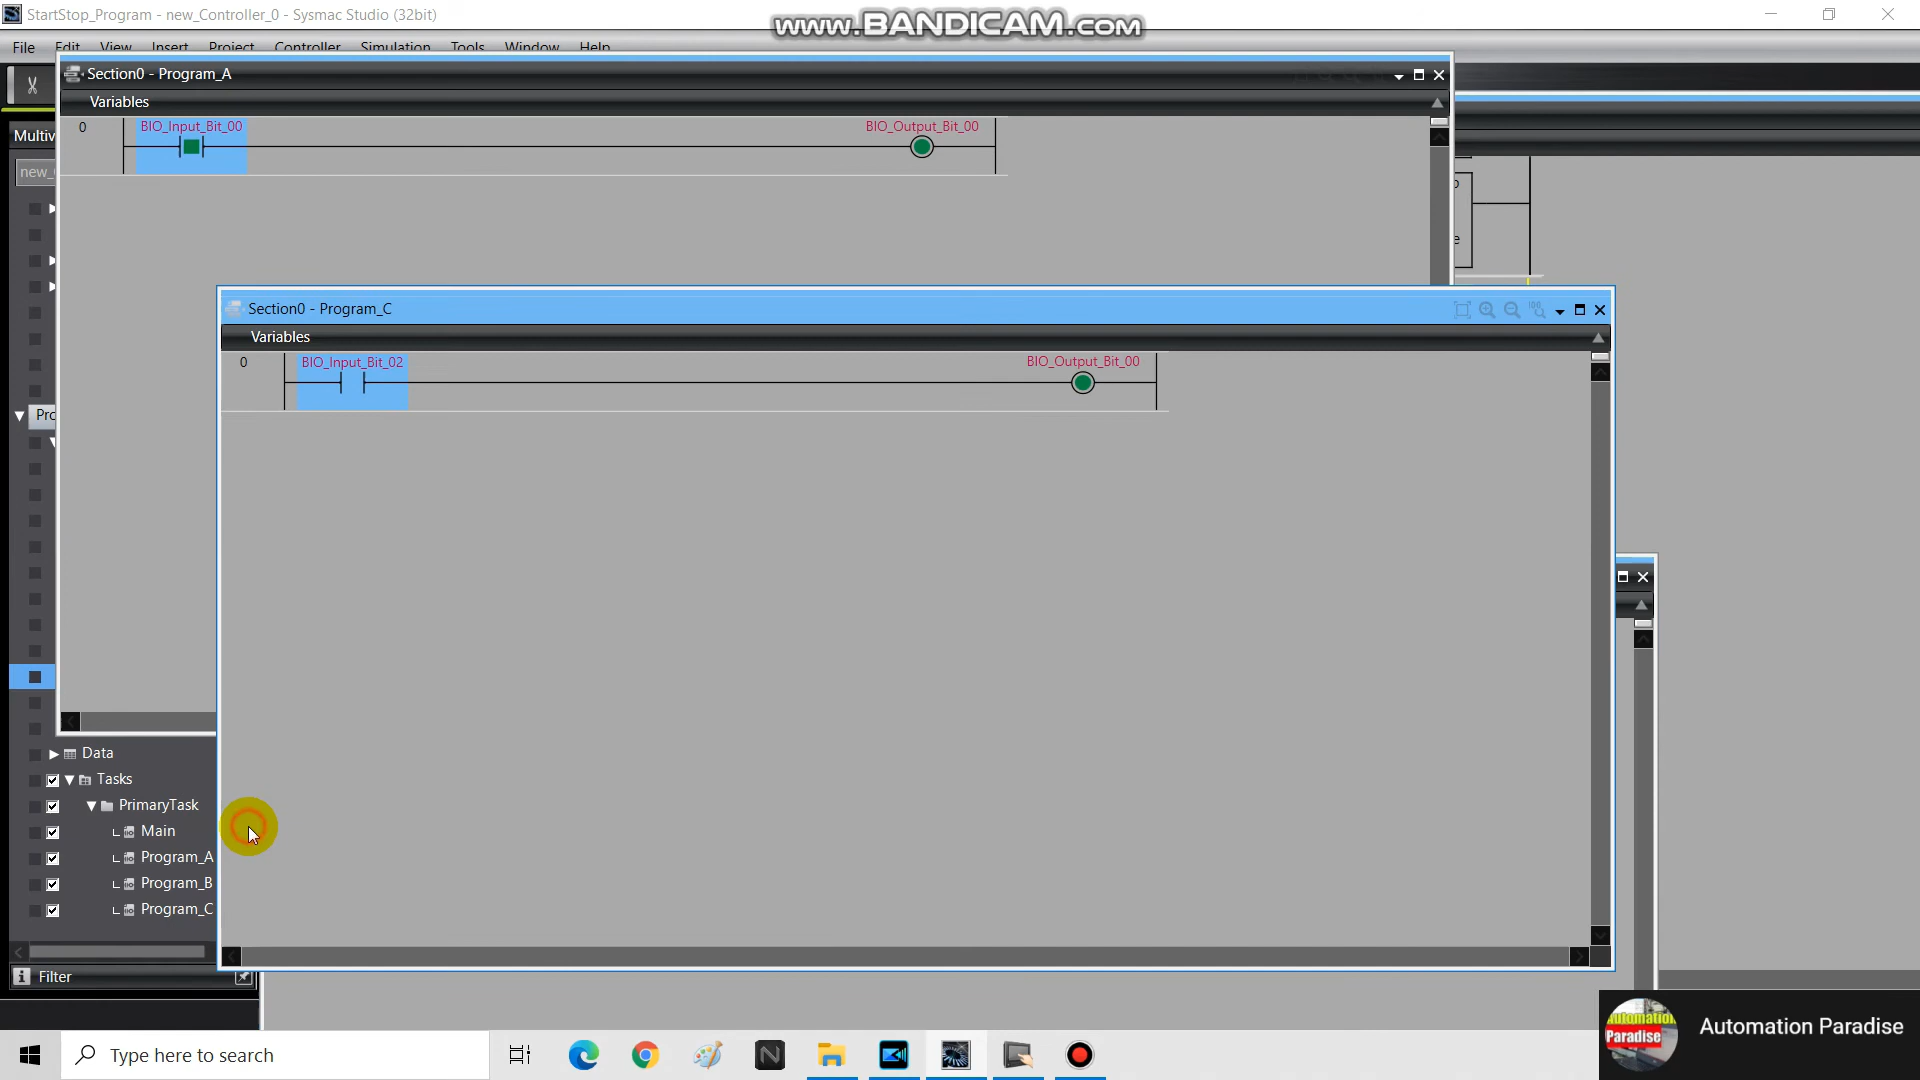 StartStop_Program - new_Controller_0 - Sysmac Studio (32bit)
www.BANDICAM.com
File Edit View Insert Project Controller Simulation Tools Window Help
Section0 - Program_A
Variables
0
BIO_Input_Bit_00
BIO_Output_Bit_00
Multiv
new_
Section0 - Program_C
Variables
0
BIO_Input_Bit_02
BIO_Output_Bit_00
Data
Tasks
PrimaryTask
Main
Program_A
Program_B
Program_C
Filter
Automation
Paradise
Automation Paradise
Type here to search